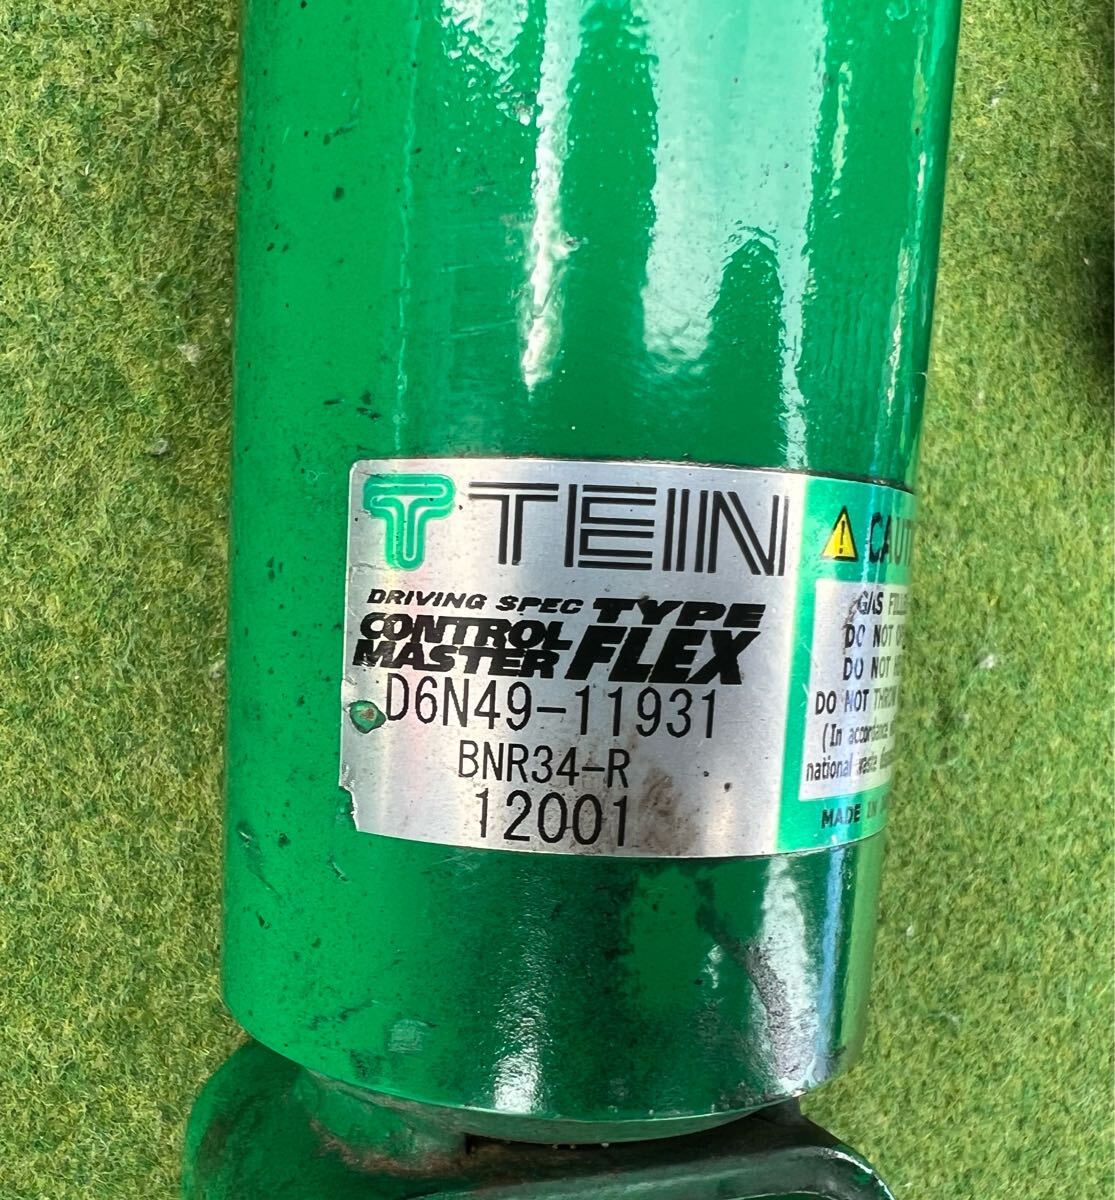 TEIN
DRIVING SPEC TYPE
CONTROL MASTER FLEX
D6N49-11931
BNR34-R
12001
GAS
DO NOT
DO NOT
DO NOT THROW
(In accordance
national waste
MADE IN